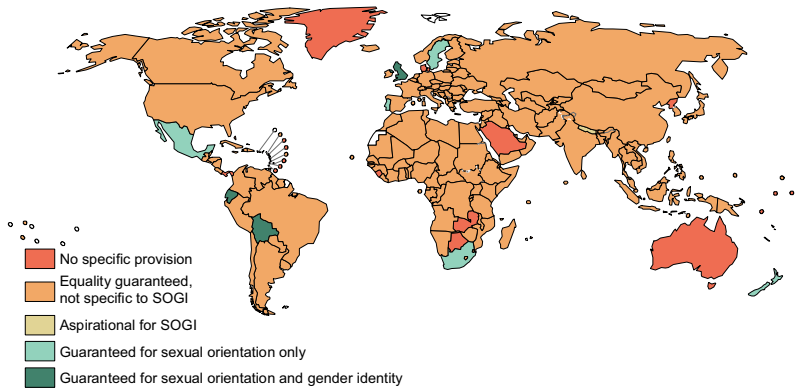 No specific provision
Equality guaranteed,
not specific to SOGI
Aspirational for SOGI
Guaranteed for sexual orientation only
Guaranteed for sexual orientation and gender identity